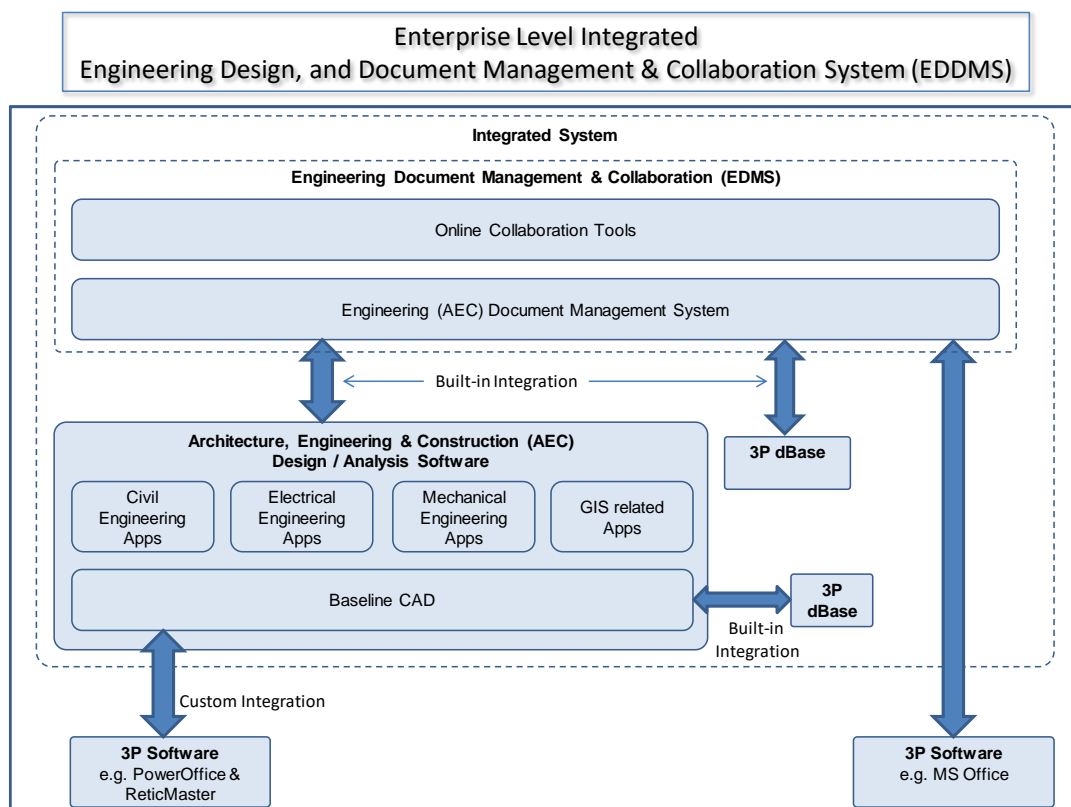 Enterprise Level Integrated
Engineering Design, and Document Management & Collaboration System (EDDMS)
Integrated System
Engineering Document Management & Collaboration (EDMS)
Online Collaboration Tools
Engineering (AEC) Document Management System
Built-in Integration
Architecture, Engineering & Construction (AEC)
Design / Analysis Software
3P dBase
Civil
Engineering
Apps
Electrical
Engineering
Apps
Mechanical
Engineering
Apps
GIS related
Apps
Baseline CAD
3P
dBase
Built-in
Integration
Custom Integration
3P Software
e.g. PowerOffice &
ReticMaster
3P Software
e.g. MS Office